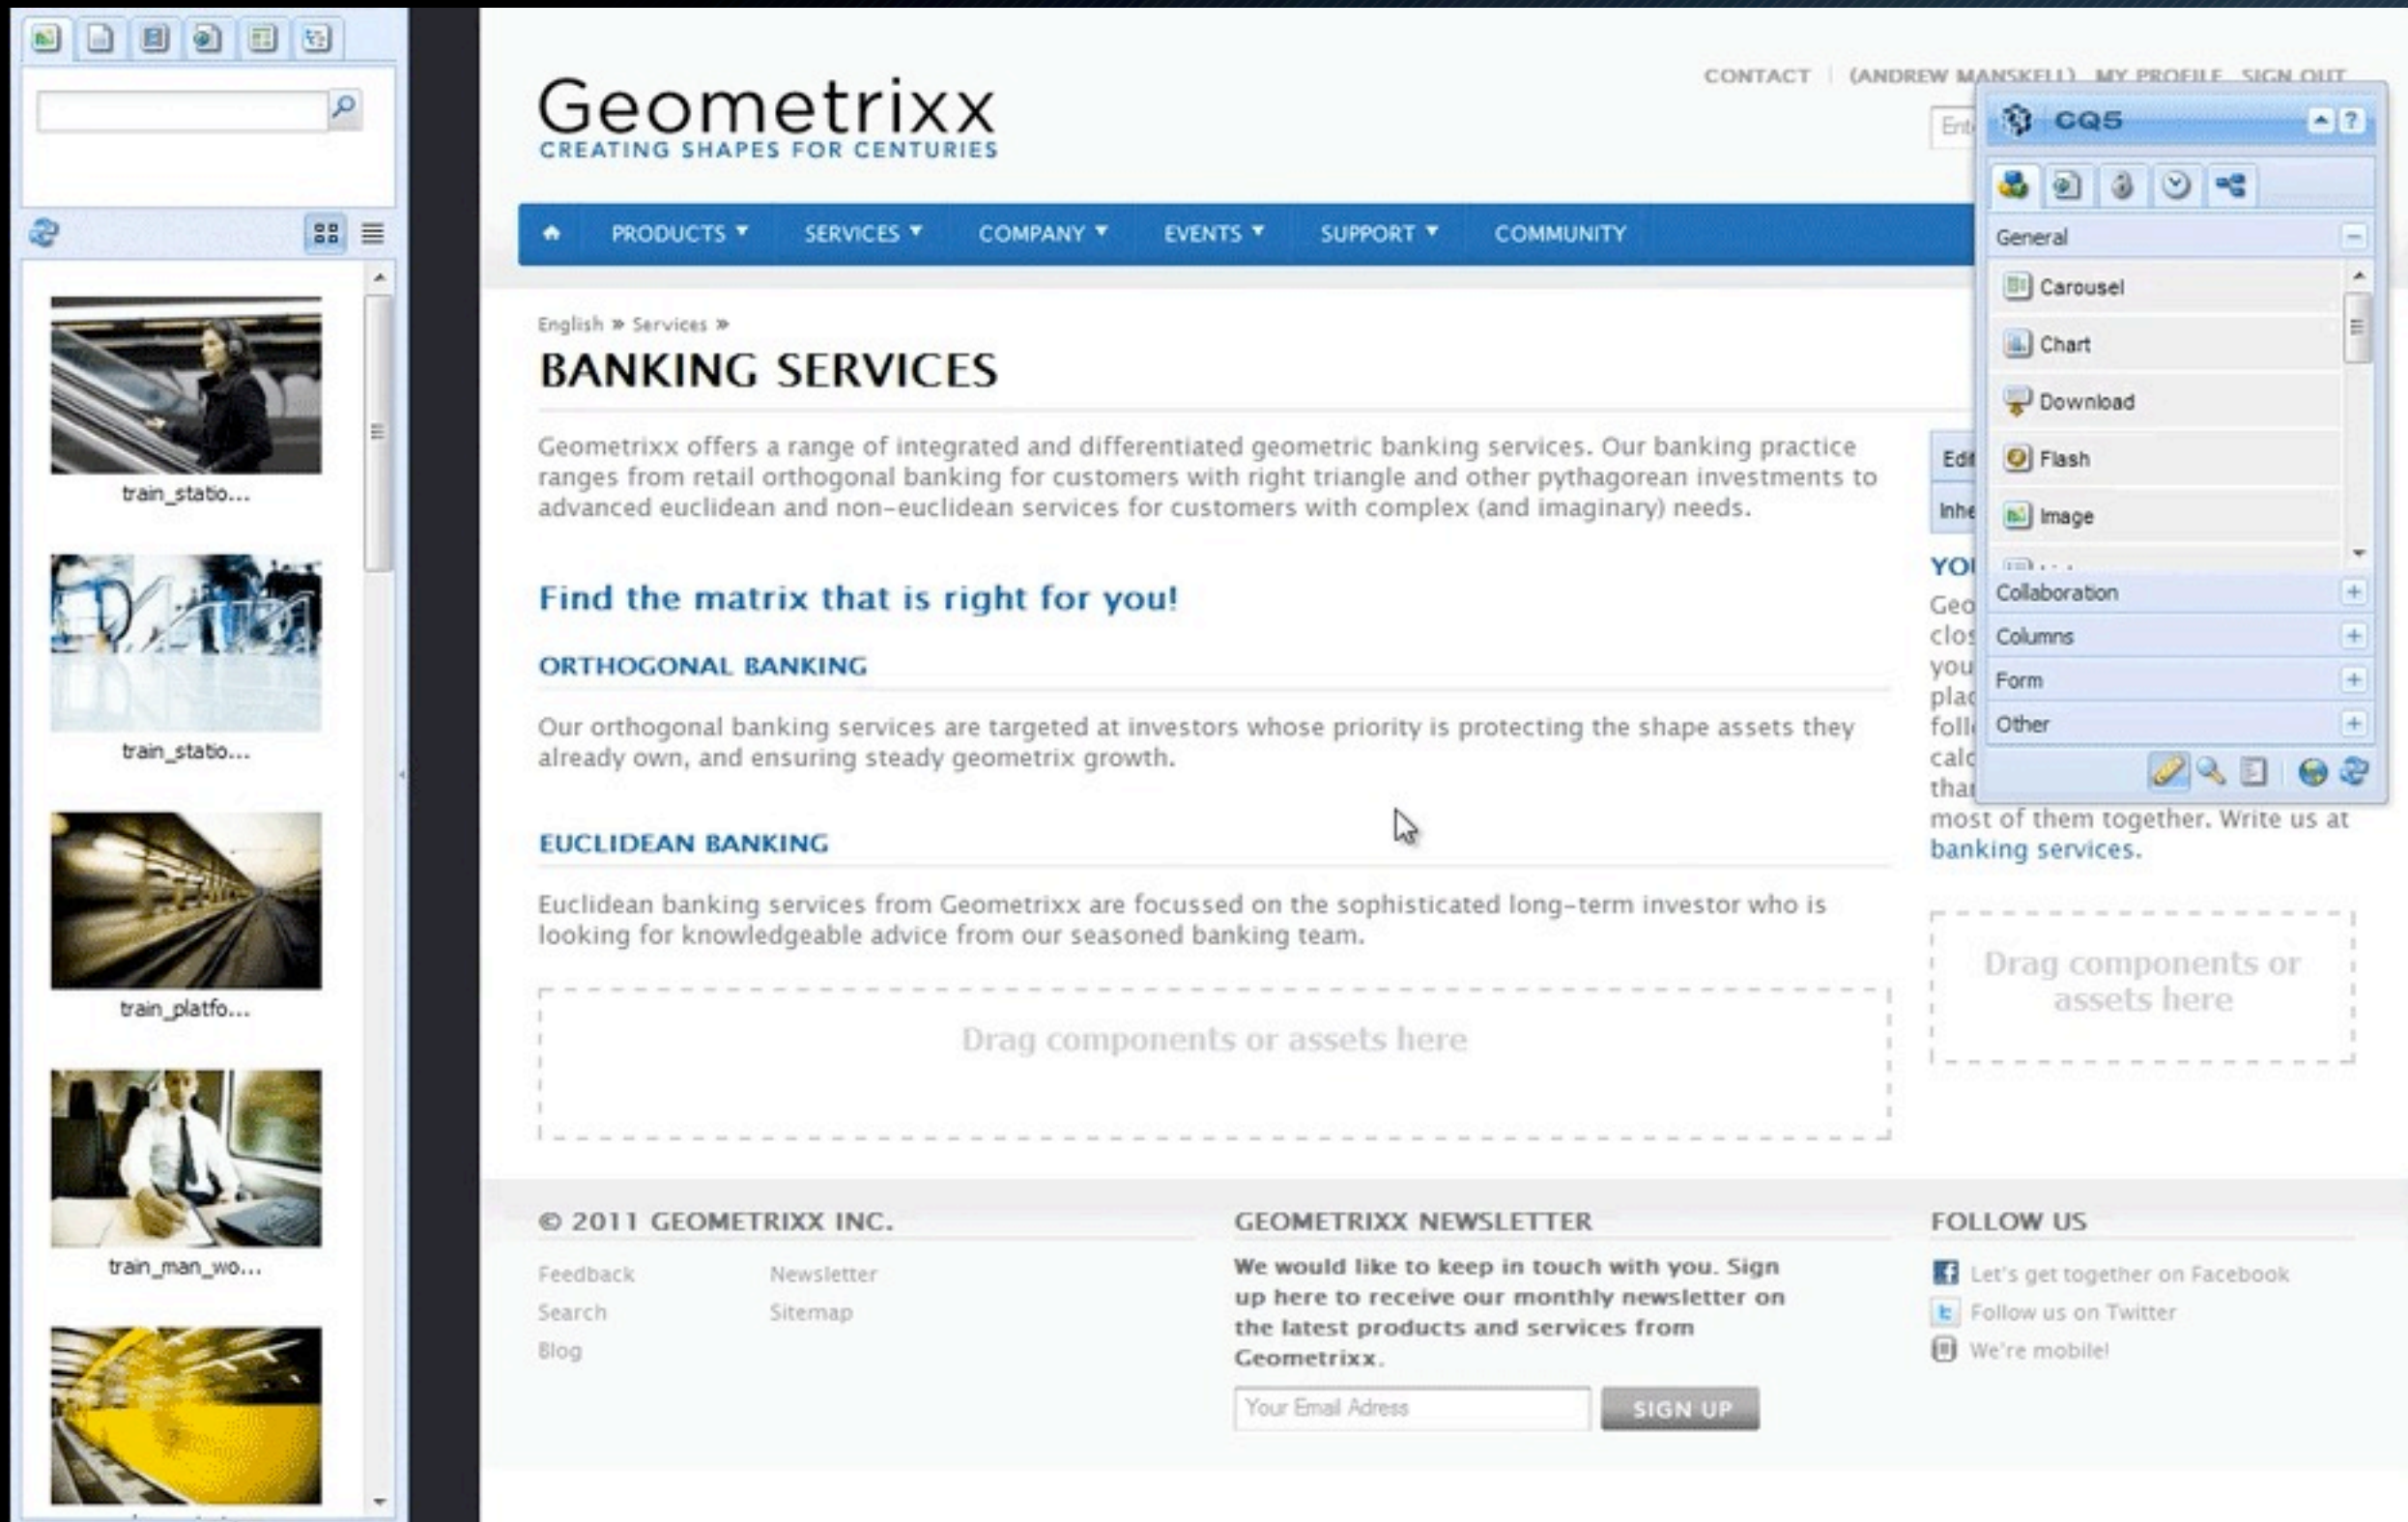 train_statio...
train_statio...
train_platfo...
train_man_wo...
Geometrixx
CREATING SHAPES FOR CENTURIES
CONTACT (ANDREW MANSKELL) MY PROFILE SIGN OUT
PRODUCTS SERVICES COMPANY EVENTS SUPPORT COMMUNITY
English » Services »
BANKING SERVICES
Geometrixx offers a range of integrated and differentiated geometric banking services. Our banking practice
ranges from retail orthogonal banking for customers with right triangle and other pythagorean investments to
advanced euclidean and non-euclidean services for customers with complex (and imaginary) needs.
Find the matrix that is right for you!
ORTHOGONAL BANKING
Our orthogonal banking services are targeted at investors whose priority is protecting the shape assets they
already own, and ensuring steady geometrix growth.
EUCLIDEAN BANKING
Euclidean banking services from Geometrixx are focussed on the sophisticated long-term investor who is
looking for knowledgeable advice from our seasoned banking team.
Drag components or assets here
CQ5
?
General
Carousel
Chart
Download
Flash
Image
Collaboration
Columns
Form
Other
most of them together. Write us at
banking services.
Drag components or
assets here
© 2011 GEOMETRIXX INC.
Feedback Newsletter
Search Sitemap
Blog
GEOMETRIXX NEWSLETTER
We would like to keep in touch with you. Sign
up here to receive our monthly newsletter on
the latest products and services from
Geometrixx.
Your Email Adress
SIGN UP
FOLLOW US
Let's get together on Facebook
Follow us on Twitter
We're mobile!